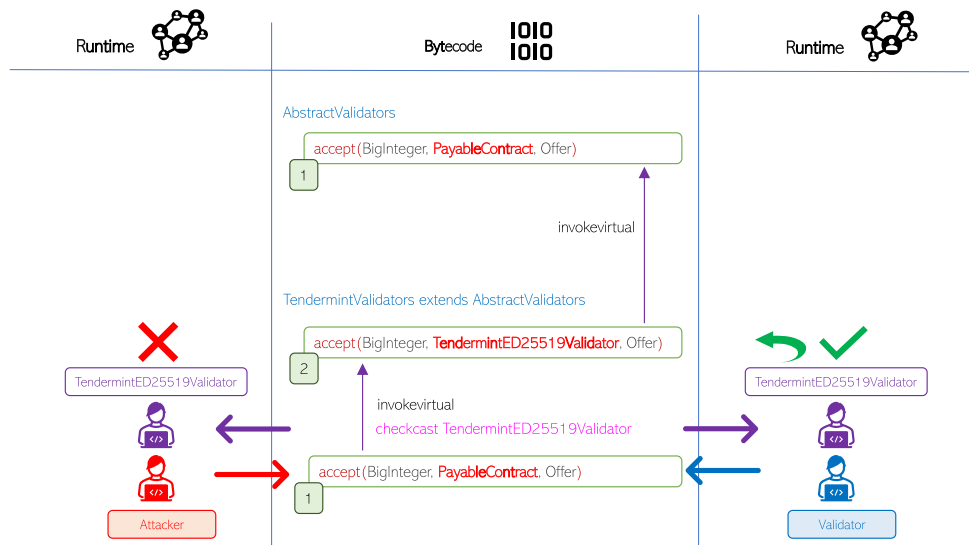 Runtime
Bytecode
1010
1010
Runtime
AbstractValidators
accept(BigInteger, PayableContract, Offer)
1
invokevirtual
TendermintValidators extends AbstractValidators
accept(BigInteger, TendermintED25519Validator, Offer)
2
TendermintED25519Validator
TendermintED25519Validator
invokevirtual
checkcast TendermintED25519Validator
</>
</>
accept(BigInteger, PayableContract, Offer)
1
</>
</>
Attacker
Validator